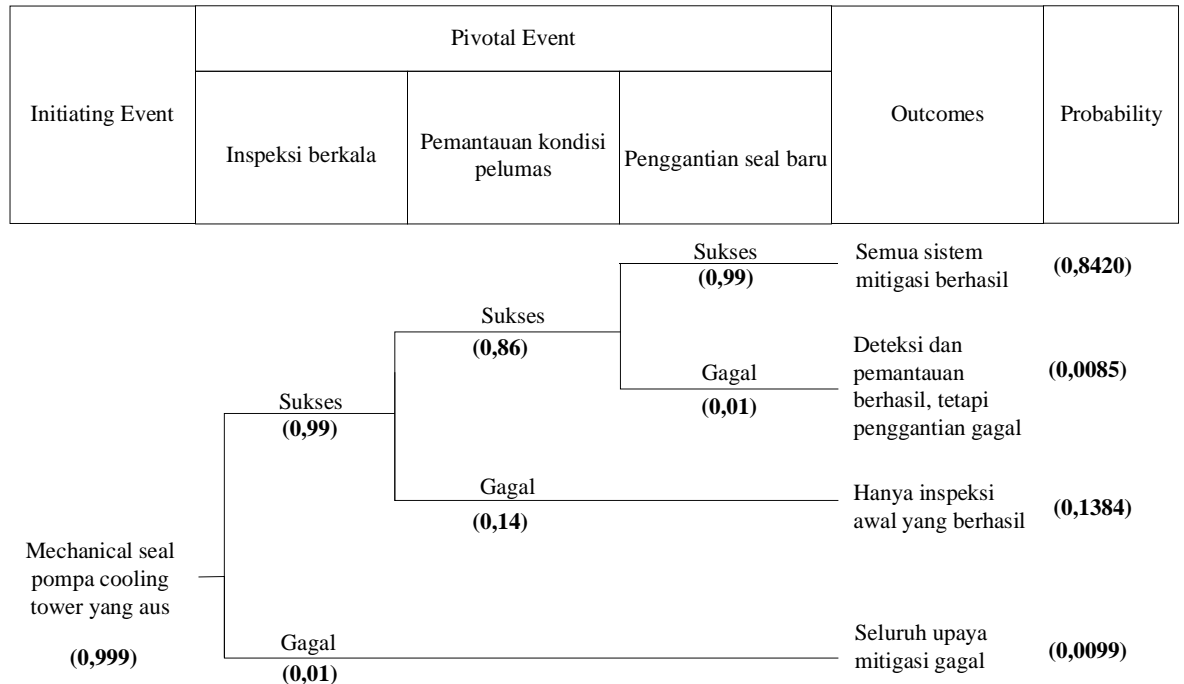 Pivotal Event
Initiating Event
Inspeksi berkala
Pemantauan kondisi
pelumas
Penggantian seal baru
Outcomes
Probability
Sukses
(0,99)
Semua sistem
mitigasi berhasil
(0,8420)
Sukses
(0,86)
Gagal
(0,01)
Deteksi dan
pemantauan
berhasil, tetapi
penggantian gagal
(0,0085)
Sukses
(0,99)
Gagal
(0,14)
Hanya inspeksi
awal yang berhasil
(0,1384)
Mechanical seal
pompa cooling
tower yang aus
(0,999)
Gagal
(0,01)
Seluruh upaya
mitigasi gagal
(0,0099)